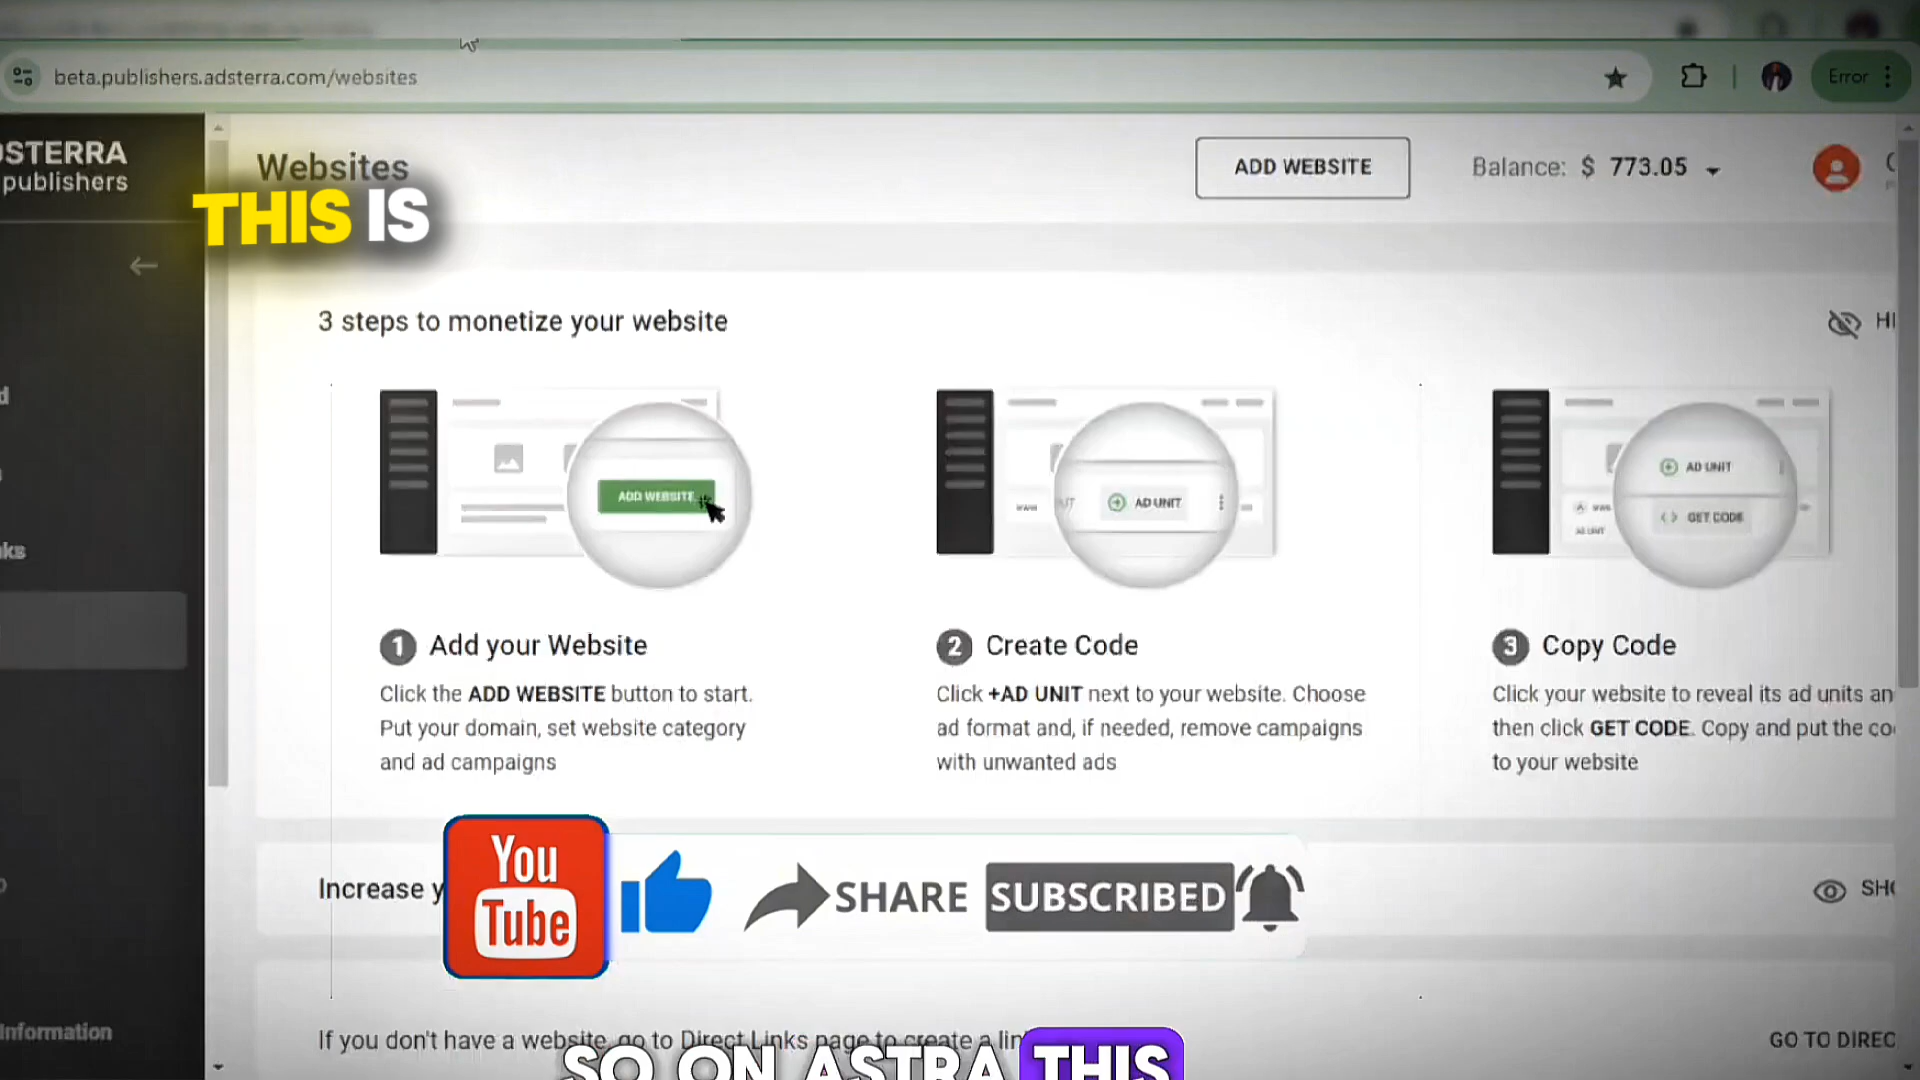 beta.publishers.adsterra.com/websites
Error
DSTERRA
publishers
Websites
ADD WEBSITE
Balance: $ 773.05
THIS IS
3 steps to monetize your website
ADD WEBSITE
AD UNIT
AD UNIT
GET CODE
1 Add your Website
Click the ADD WEBSITE button to start.
Put your domain, set website category
and ad campaigns
2 Create Code
Click +AD UNIT next to your website. Choose
ad format and, if needed, remove campaigns
with unwanted ads
3 Copy Code
Click your website to reveal its ad units an
then click GET CODE. Copy and put the co
to your website
Increase y
You
Tube
SHARE
SUBSCRIBED
If you don't have a website, go to Direct Links page to create a lin
GO TO DIREC
Information
SO ON ASTRA THIS